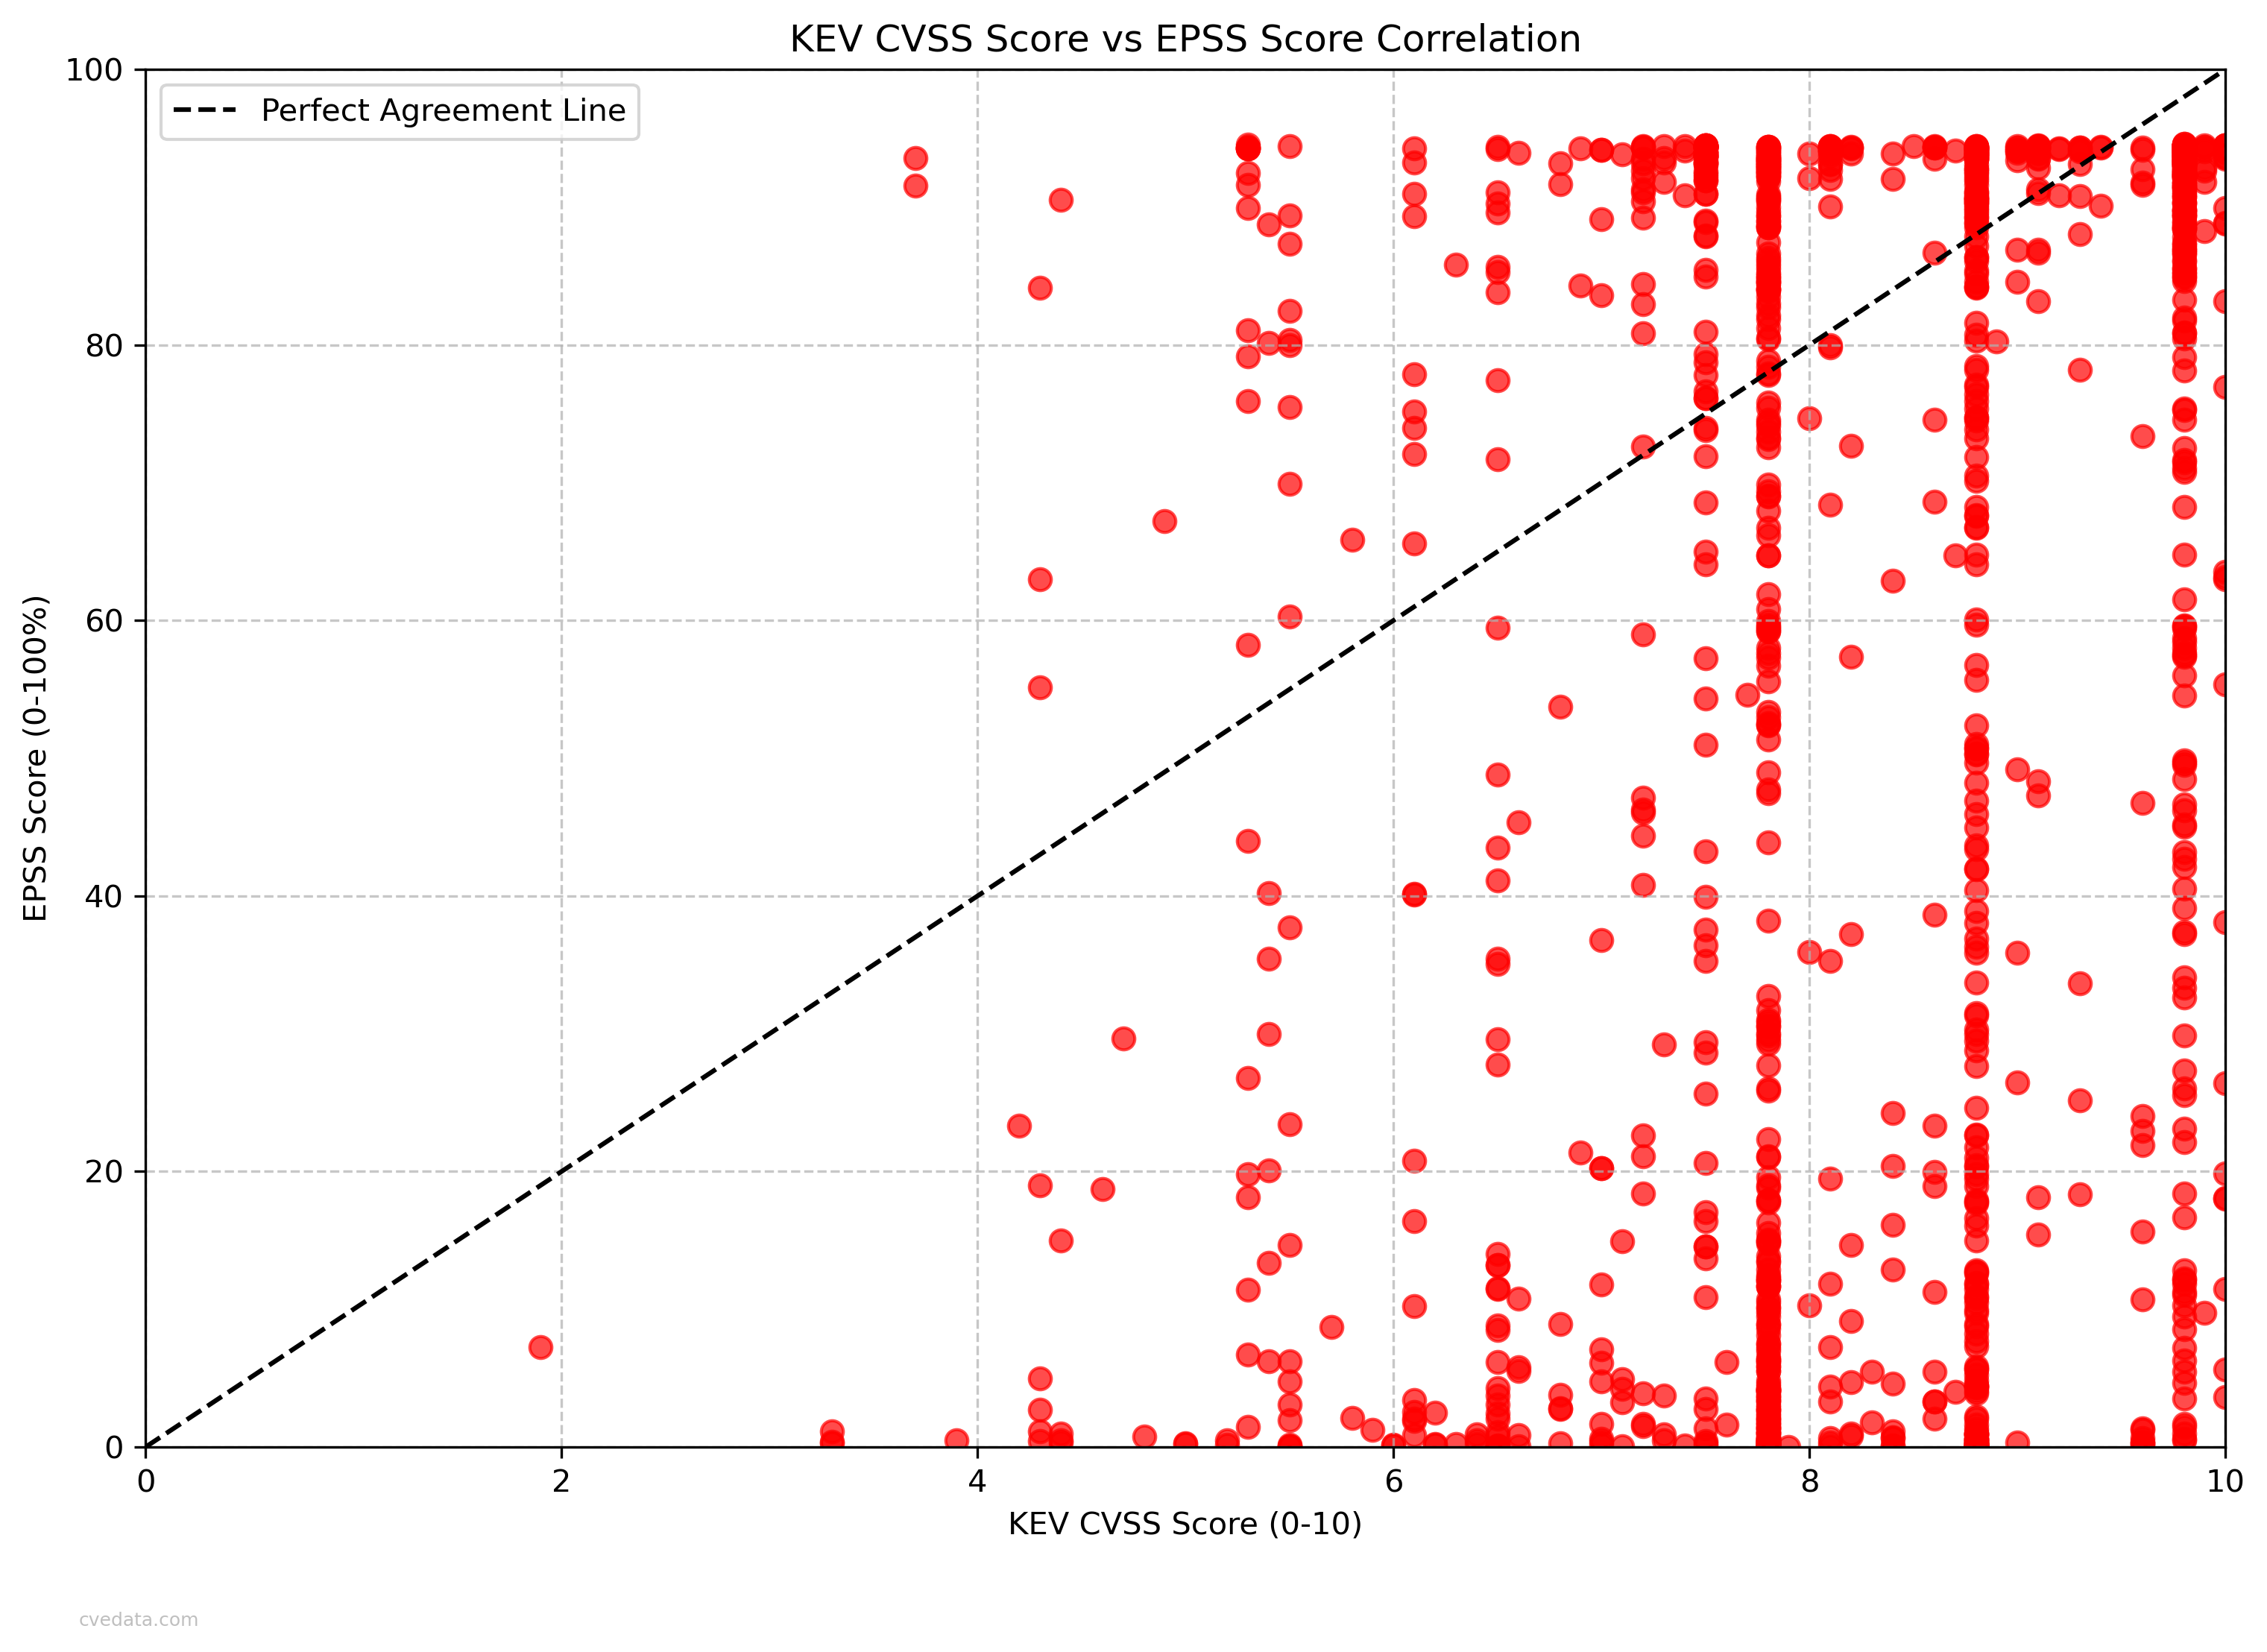 KEV CVSS Score vs EPSS Score Correlation
Perfect Agreement Line
EPSS Score (0-100%)
100
80
60
40
20
0
0 2 4 6 8 10
KEV CVSS Score (0-10)
cvedata.com